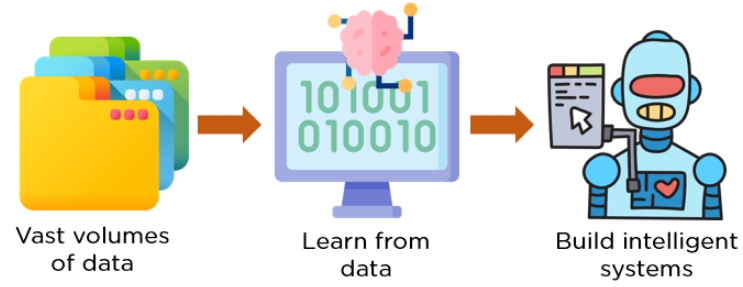 101001
010010
Vast volumes
of data
Learn from
data
Build intelligent
systems